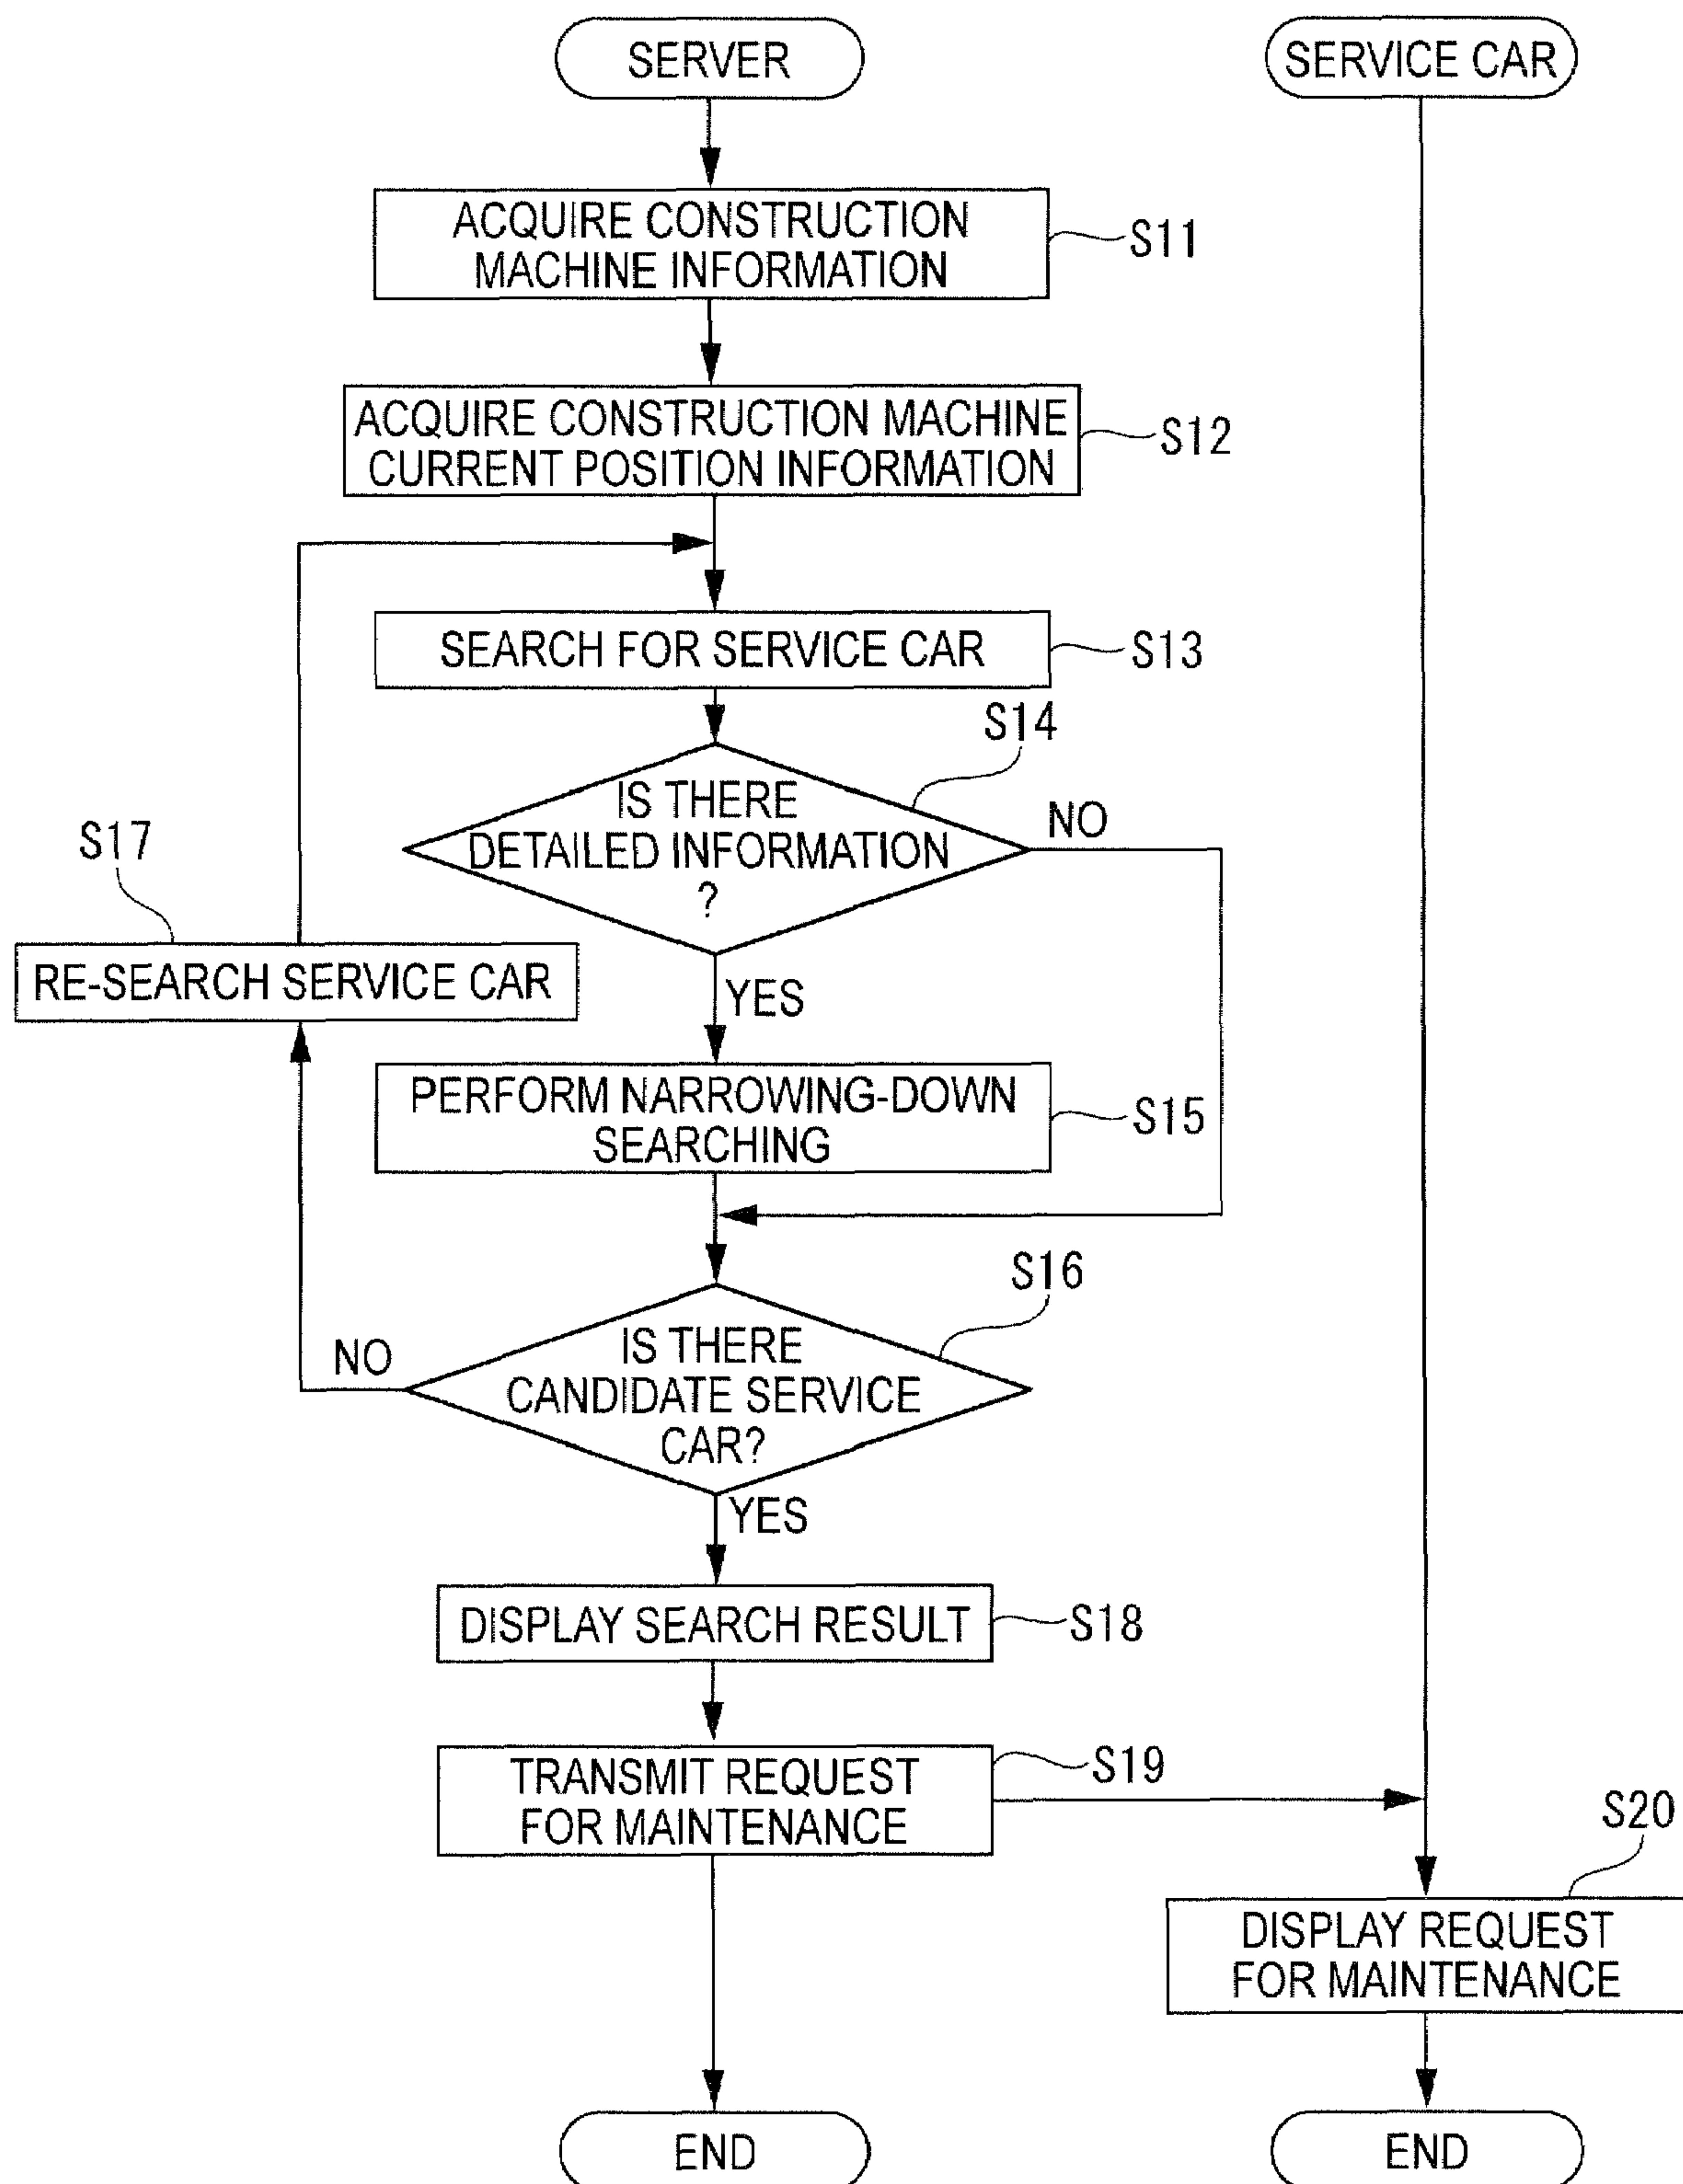 SERVER
SERVICE CAR
ACQUIRE CONSTRUCTION
MACHINE INFORMATION
S11
ACQUIRE CONSTRUCTION MACHINE
CURRENT POSITION INFORMATION
S12
SEARCH FOR SERVICE CAR
S13
S14
IS THERE
DETAILED INFORMATION
?
NO
S17
RE-SEARCH SERVICE CAR
YES
PERFORM NARROWING-DOWN
SEARCHING
S15
S16
IS THERE
CANDIDATE SERVICE
CAR?
NO
YES
DISPLAY SEARCH RESULT
S18
TRANSMIT REQUEST
FOR MAINTENANCE
S19
S20
DISPLAY REQUEST
FOR MAINTENANCE
END
END